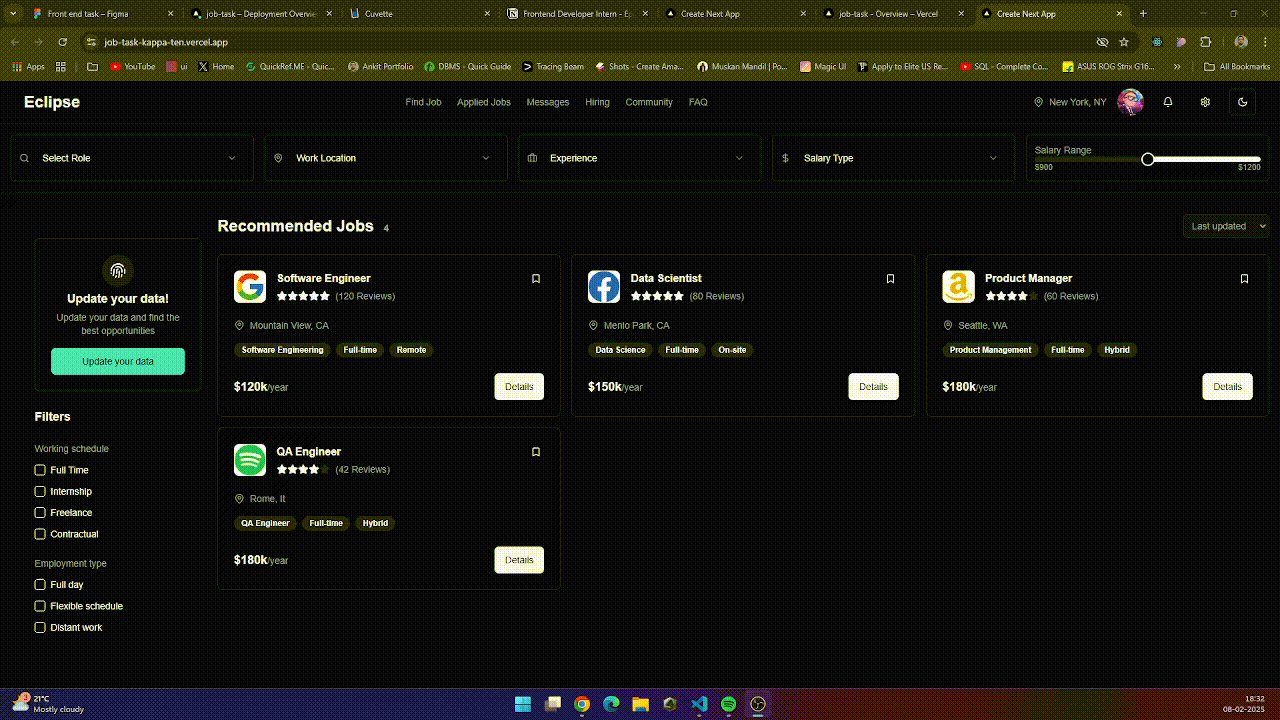 Front end task – Figma
job-task – Deployment Overvie
Cuvette
Frontend Developer Intern - E
Create Next App
job-task – Overview – Vercel
Create Next App
job-task-kappa-ten.vercel.app
Apps
YouTube
ui
Home
QuickRef.ME - Quic...
Ankit Portfolio
DBMS - Quick Guide
Tracing Beam
Shots - Create Ama...
Muskan Mandil | Po...
Magic UI
Apply to Elite US Re...
SQL - Complete Co...
ASUS ROG Strix G16...
All Bookmarks
Eclipse
Find Job
Applied Jobs
Messages
Hiring
Community
FAQ
New York, NY
Select Role
Work Location
Experience
Salary Type
Salary Range
$900
$1200
Recommended Jobs 4
Last updated
Update your data!
Update your data and find the
best opportunities
Update your data
Filters
Working schedule
Full Time
Internship
Freelance
Contractual
Employment type
Full day
Flexible schedule
Distant work
Software Engineer
(120 Reviews)
Mountain View, CA
Software Engineering
Full-time
Remote
$120k/year
Details
Data Scientist
(80 Reviews)
Menlo Park, CA
Data Science
Full-time
On-site
$150k/year
Details
Product Manager
(60 Reviews)
Seattle, WA
Product Management
Full-time
Hybrid
$180k/year
Details
QA Engineer
(42 Reviews)
Rome, It
QA Engineer
Full-time
Hybrid
$180k/year
Details
3
21°C
Mostly cloudy
18:32
08-02-2025